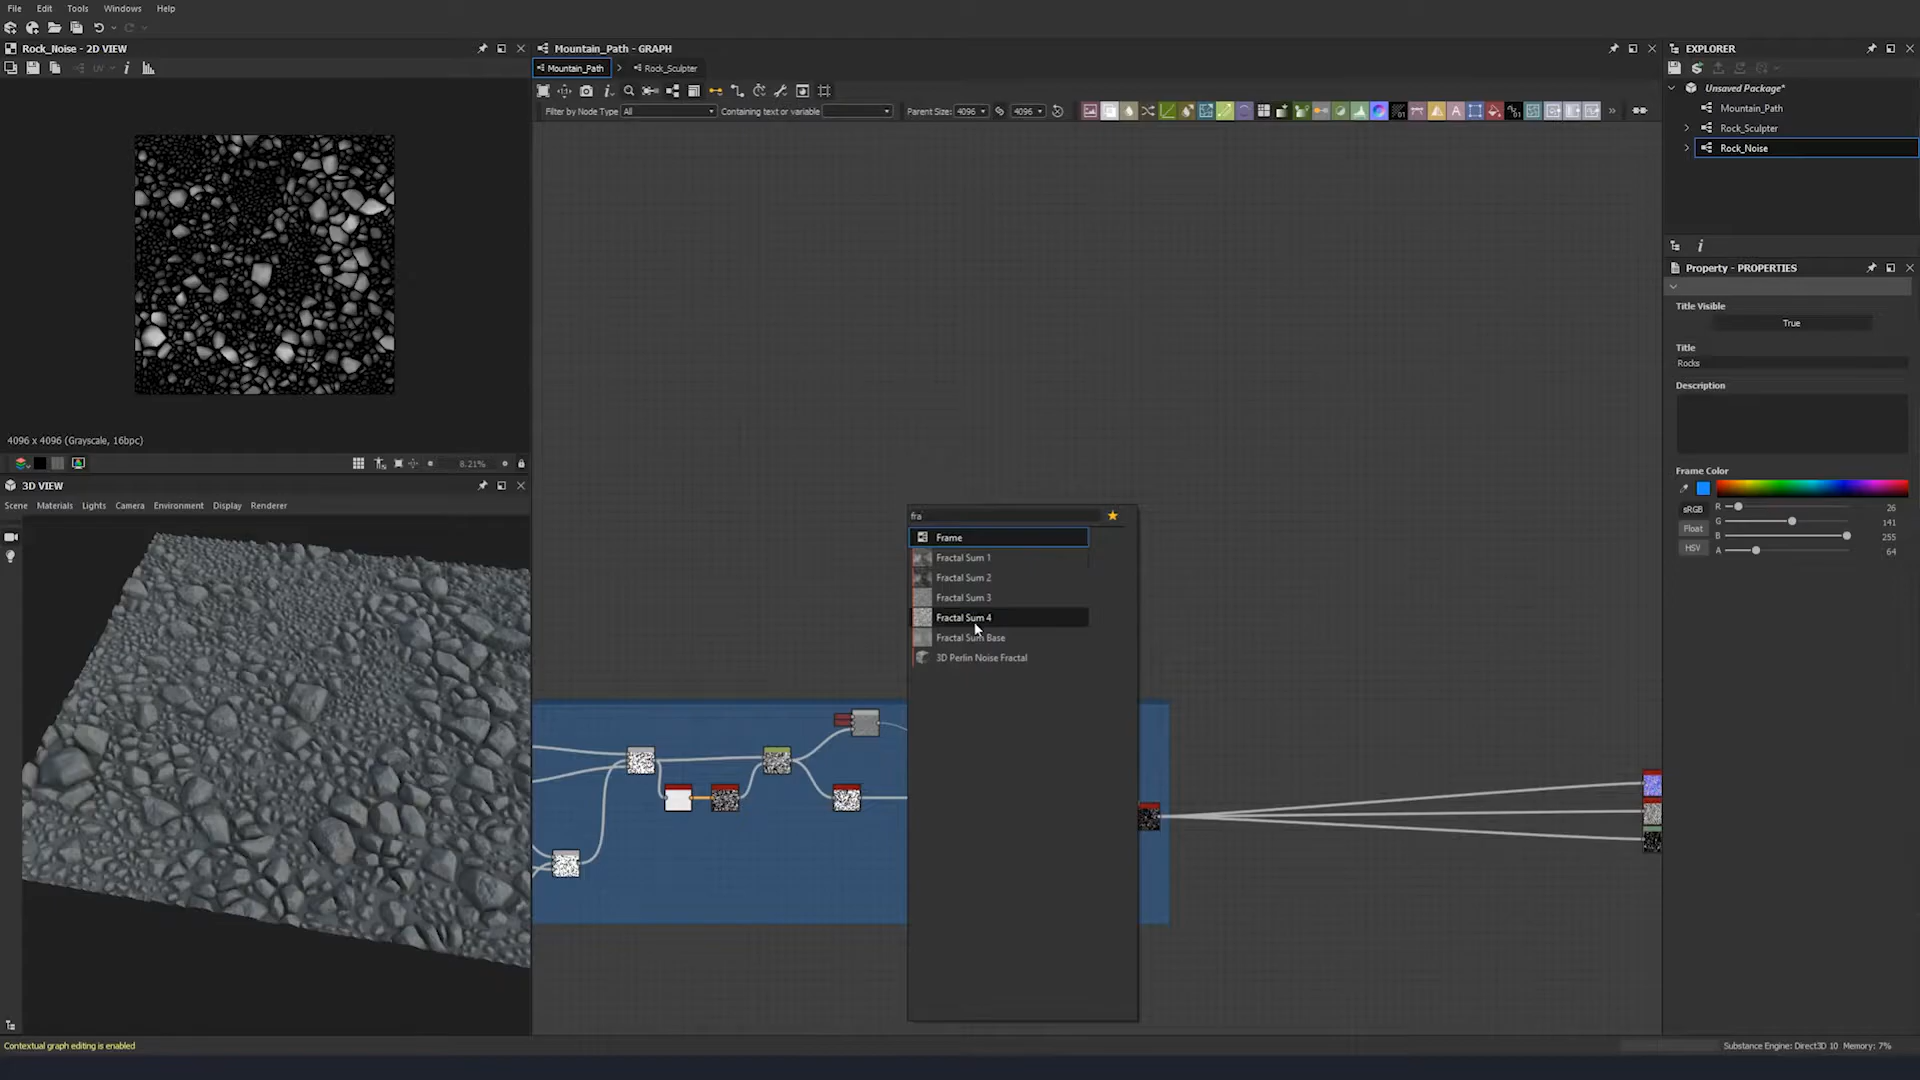 File Edit Tools Windows Help
Rock_Noise - 2D VIEW
UV
4096 x 4096 (Grayscale, 16bpc)
8.21%
3D VIEW
Scene Materials Lights Camera Environment Display Renderer
Contextual graph editing is enabled
Mountain_Path - GRAPH
Mountain_Path > Rock_Sculpter
Filter by Node Type All Containing text or variable Parent Size: 4096 4096
fra
Frame
Fractal Sum 1
Fractal Sum 2
Fractal Sum 3
Fractal Sum 4
Fractal Sum Base
3D Perlin Noise Fractal
EXPLORER
Unsaved Package*
Mountain_Path
Rock_Sculpter
Rock_Noise
Property - PROPERTIES
Title Visible
True
Title
Rocks
Description
Frame Color
sRGB R 26
Float G 141
B 255
HSV A 64
Substance Engine: Direct3D 10 Memory: 7%